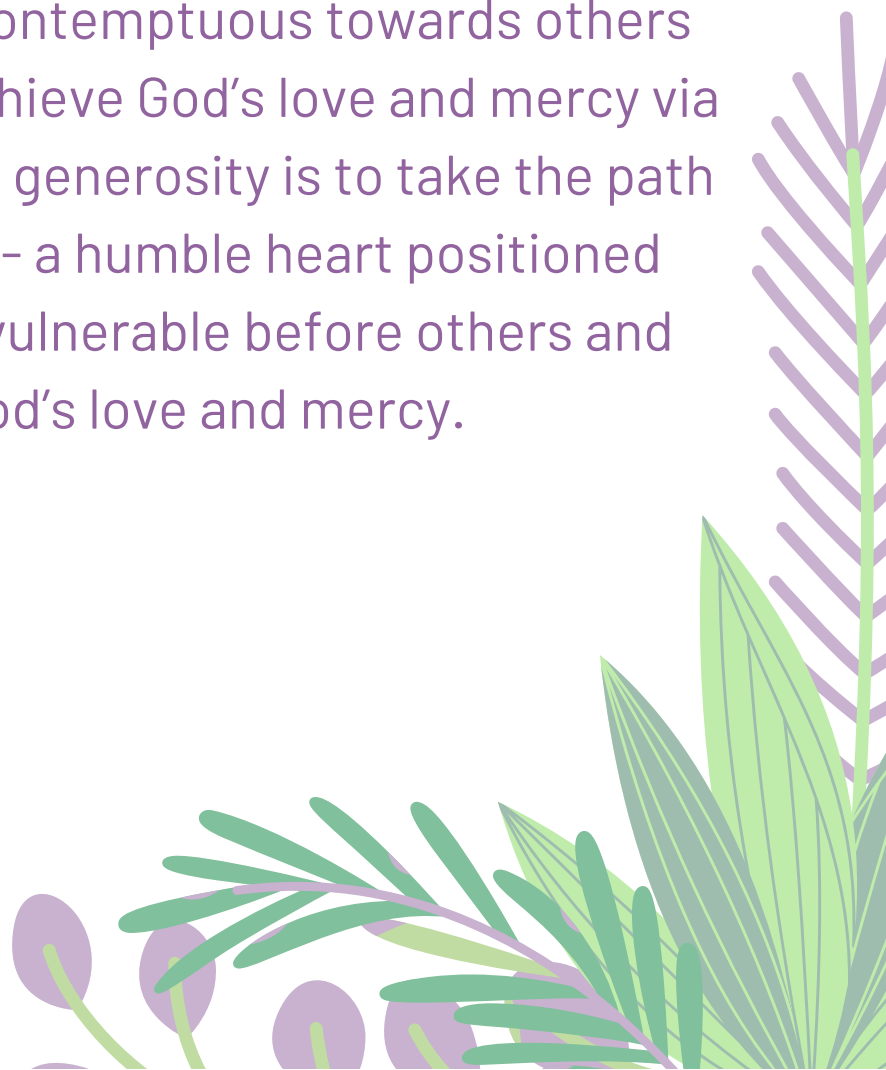 ontemptuous towards others
hieve God’s love and mercy via
generosity is to take the path
- a humble heart positioned
vulnerable before others and
od’s love and mercy.